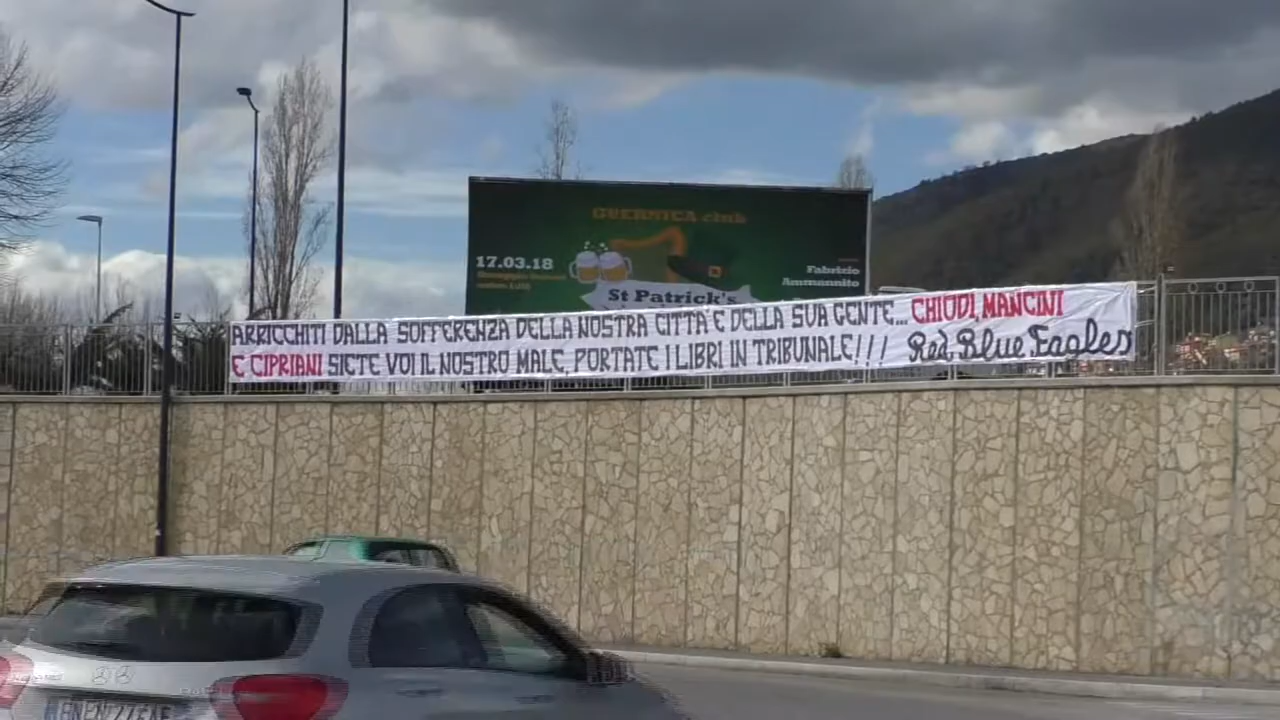 GUERNICA club
17.03.18
Fabrizio
Ammannito
St Patrick's
ARRICCHITI DALLA SOFFERENZA DELLA NOSTRA CITTÀ E DELLA SUA GENTE... CHIODI, MANCINI
E CIPRIANI SIETE VOI IL NOSTRO MALE, PORTATE I LIBRI IN TRIBUNALE!!! Red, Blue Eagles